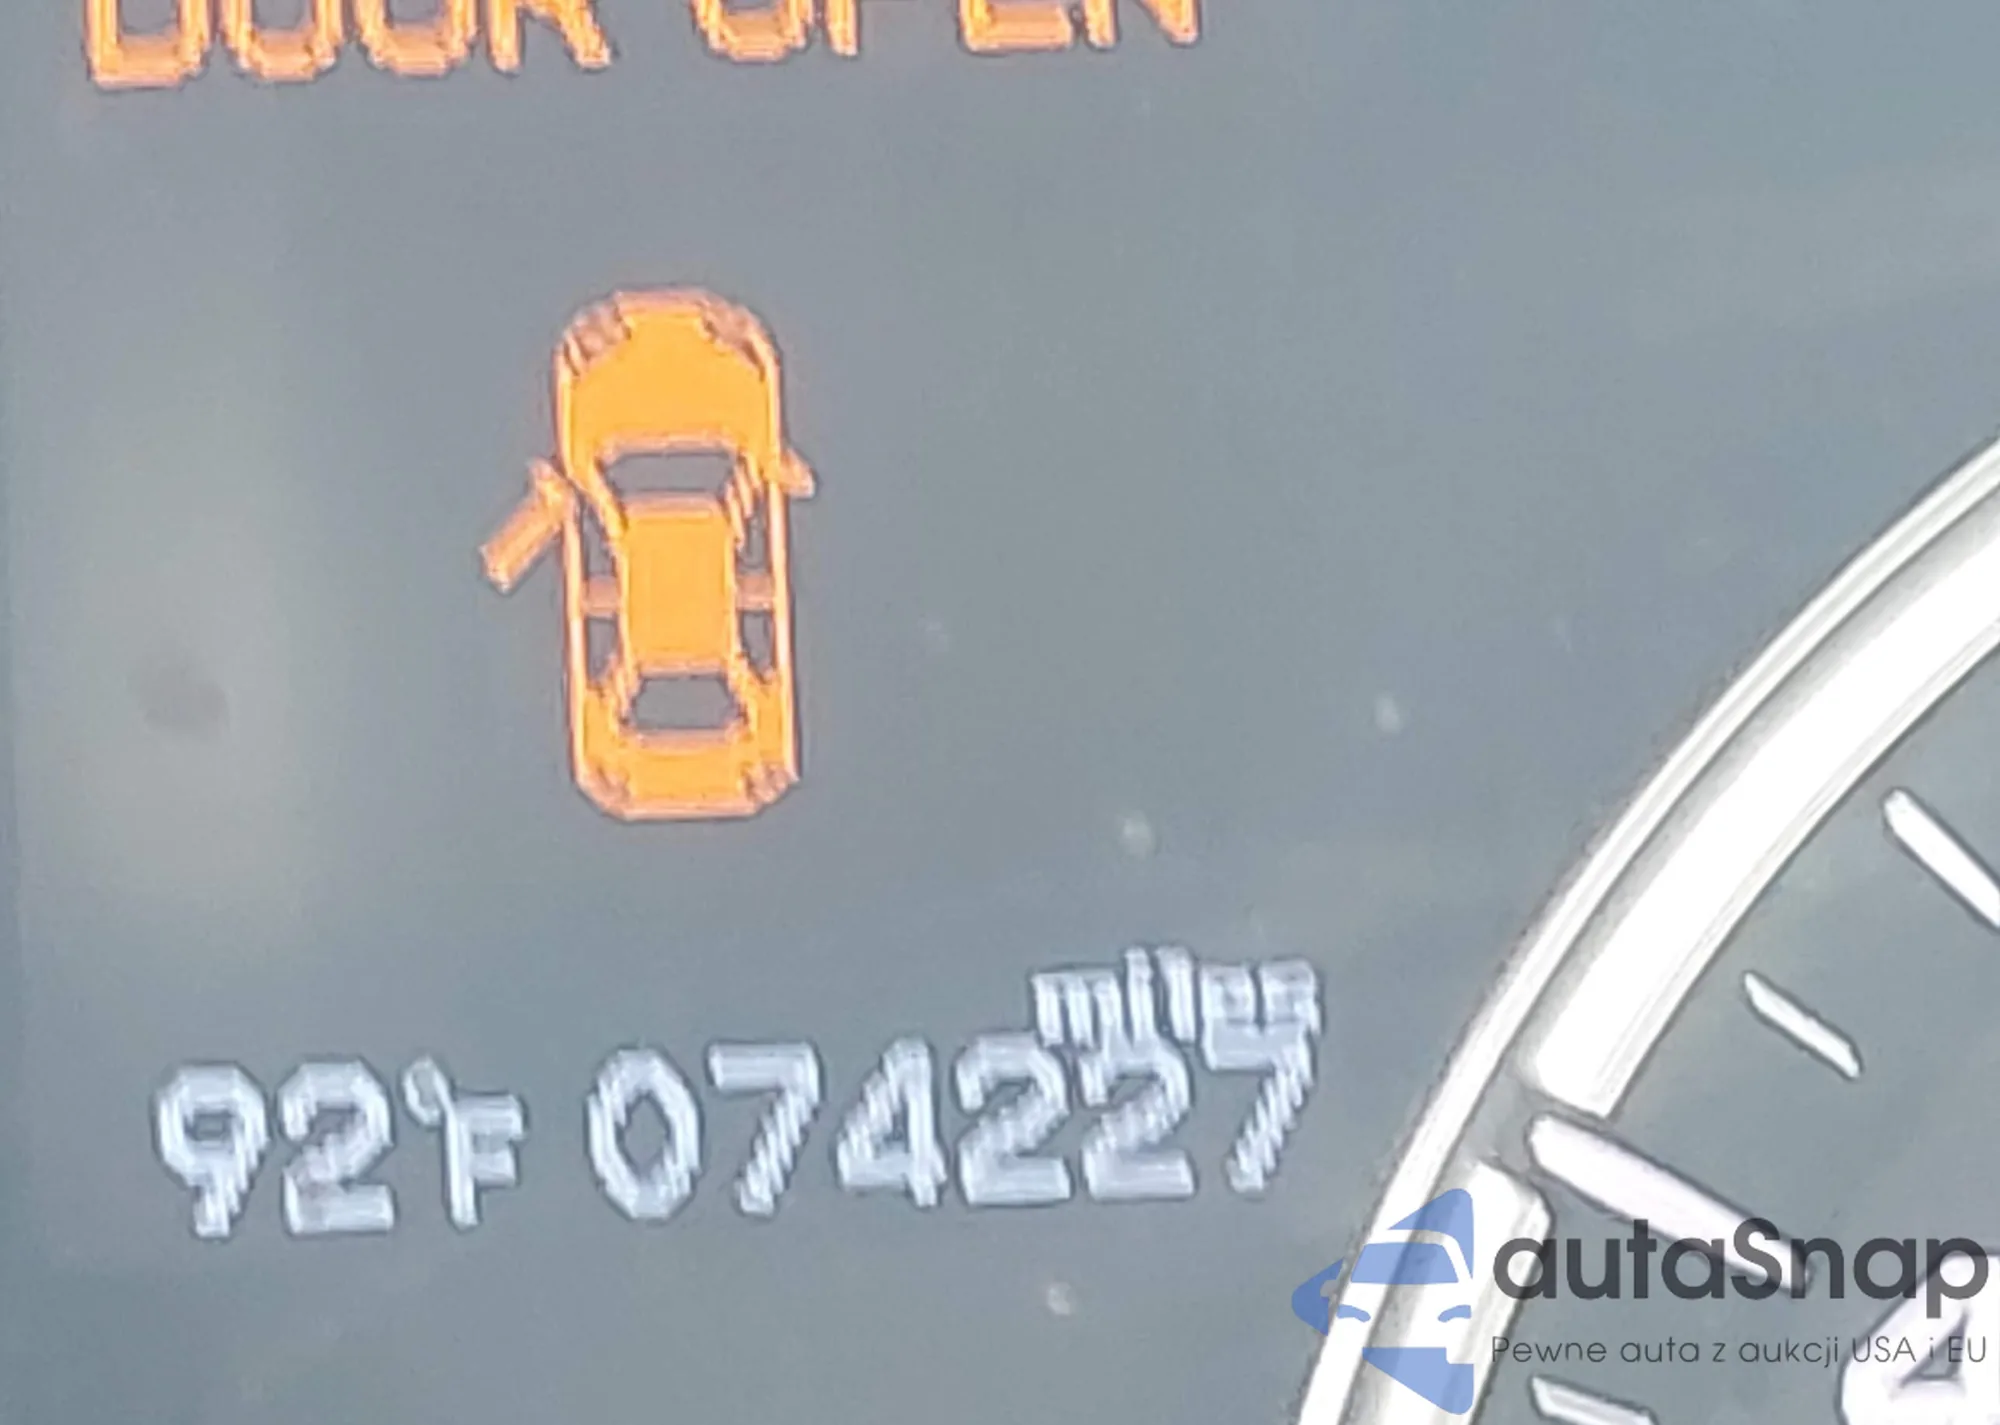 DOOR OPEN
miles
92°F 074227
autaSnap
Pewne auta z aukcji USA i EU